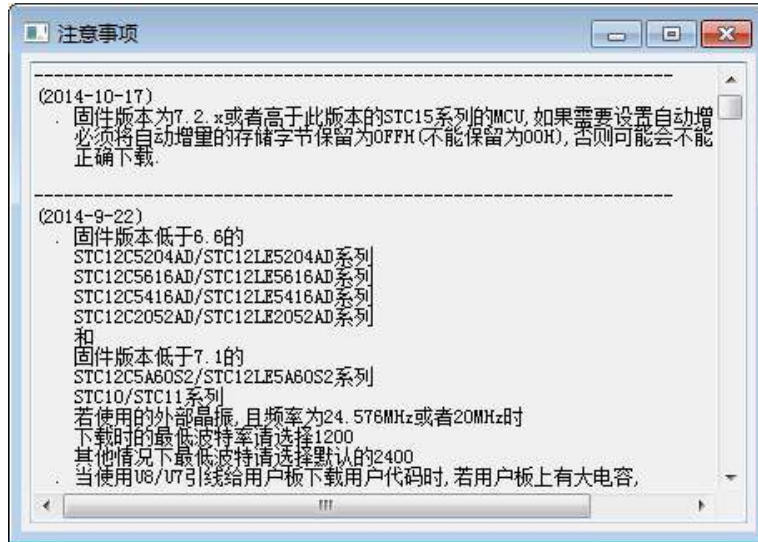 注意事项
--------------------------------------------------------------------
(2014-10-17)
. 固件版本为7.2.x或者高于此版本的STC15系列的MCU,如果需要设置自动增
必须将自动增量的存储字节保留为0FFH(不能保留为00H),否则可能会不能
正确下载.
--------------------------------------------------------------------
(2014-9-22)
. 固件版本低于6.6的
STC12C5204AD/STC12LE5204AD系列
STC12C5616AD/STC12LE5616AD系列
STC12C5416AD/STC12LE5416AD系列
STC12C2052AD/STC12LE2052AD系列
和
固件版本低于7.1的
STC12C5A60S2/STC12LE5A60S2系列
STC10/STC11系列
若使用的外部晶振,且频率为24.576MHz或者20MHz时
下载时的最低波特率请选择1200
其他情况下最低波特请选择默认的2400
. 当使用U8/U7引线给用户板下载用户代码时,若用户板上有大电容,